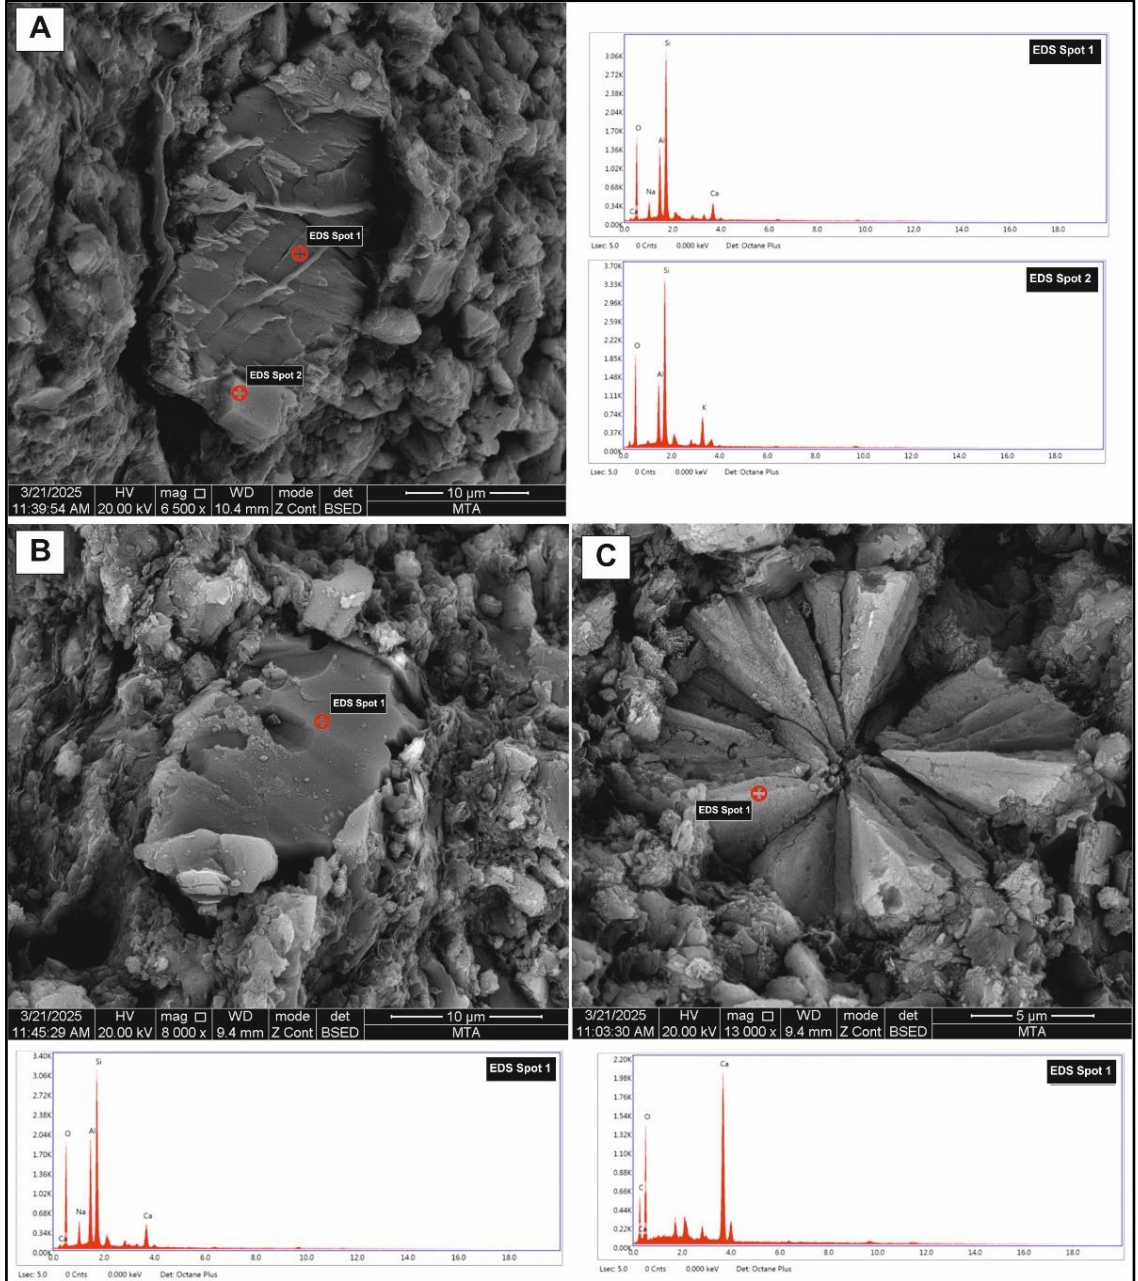 A
EDS Spot 1
EDS Spot 2
3/21/2025 HV mag WD mode det 10 µm
11:39:54 AM 20.00 kV 6 500 x 10.4 mm Z Cont BSED MTA
EDS Spot 1
3.06K
2.72K
2.38K
2.04K
1.70K
1.36K
1.02K
0.68K
0.34K
0.00K
Si
O
Al
Na
Ca
Ca
0.0 2.0 4.0 6.0 8.0 10.0 12.0 14.0 16.0 18.0
Lsec: 5.0 0 Cnts 0.000 keV Det: Octane Plus
EDS Spot 2
3.70K
3.33K
2.96K
2.59K
2.22K
1.85K
1.48K
1.11K
0.74K
0.37K
0.00K
Si
O
Al
K
0.0 2.0 4.0 6.0 8.0 10.0 12.0 14.0 16.0 18.0
Lsec: 5.0 0 Cnts 0.000 keV Det: Octane Plus
B
EDS Spot 1
3/21/2025 HV mag WD mode det 10 µm
11:45:29 AM 20.00 kV 8 000 x 9.4 mm Z Cont BSED MTA
C
EDS Spot 1
3/21/2025 HV mag WD mode det 5 µm
11:03:30 AM 20.00 kV 13 000 x 9.4 mm Z Cont BSED MTA
EDS Spot 1
3.40K
3.06K
2.72K
2.38K
2.04K
1.70K
1.36K
1.02K
0.68K
0.34K
0.00K
Si
O
Al
Na
Ca
Ca
0.0 2.0 4.0 6.0 8.0 10.0 12.0 14.0 16.0 18.0
Lsec: 5.0 0 Cnts 0.000 keV Det: Octane Plus
EDS Spot 1
2.20K
1.98K
1.76K
1.54K
1.32K
1.10K
0.88K
0.66K
0.44K
0.22K
0.00K
Ca
O
C
Ca
0.0 2.0 4.0 6.0 8.0 10.0 12.0 14.0 16.0 18.0
Lsec: 5.0 0 Cnts 0.000 keV Det: Octane Plus